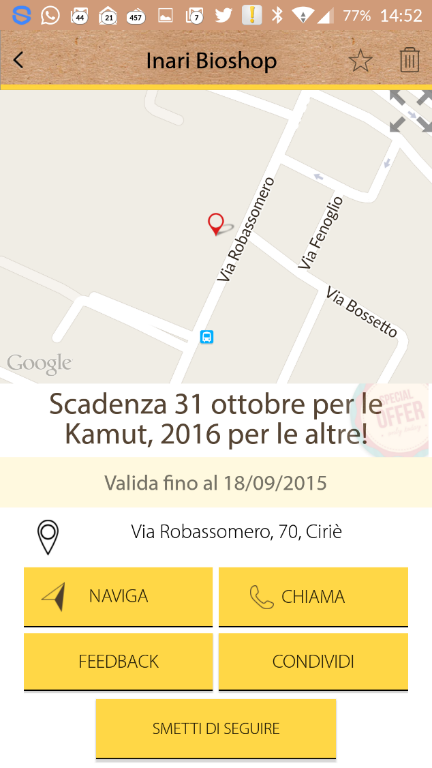 44 21 457 7 77% 14:52
Inari Bioshop
Via Robassomero
Via Fenoglio
Via Bossetto
Google
Scadenza 31 ottobre per le
Kamut, 2016 per le altre!
SPECIAL
OFFER
Valida fino al 18/09/2015
Via Robassomero, 70, Ciriè
NAVIGA
CHIAMA
FEEDBACK
CONDIVIDI
SMETTI DI SEGUIRE